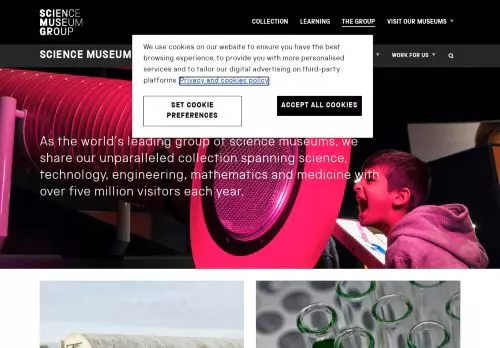 SCIENCE
MUSEUM
GROUP
COLLECTION LEARNING THE GROUP VISIT OUR MUSEUMS
SCIENCE MUSEUM
WORK FOR US
We use cookies on our website to ensure you have the best
browsing experience, to provide you with more personalised
services and to tailor our digital advertising on third-party
platforms. Privacy and cookies policy
SET COOKIE
PREFERENCES
ACCEPT ALL COOKIES
As the world's leading group of science museums, we
share our unparalleled collection spanning science,
technology, engineering, mathematics and medicine with
over five million visitors each year.